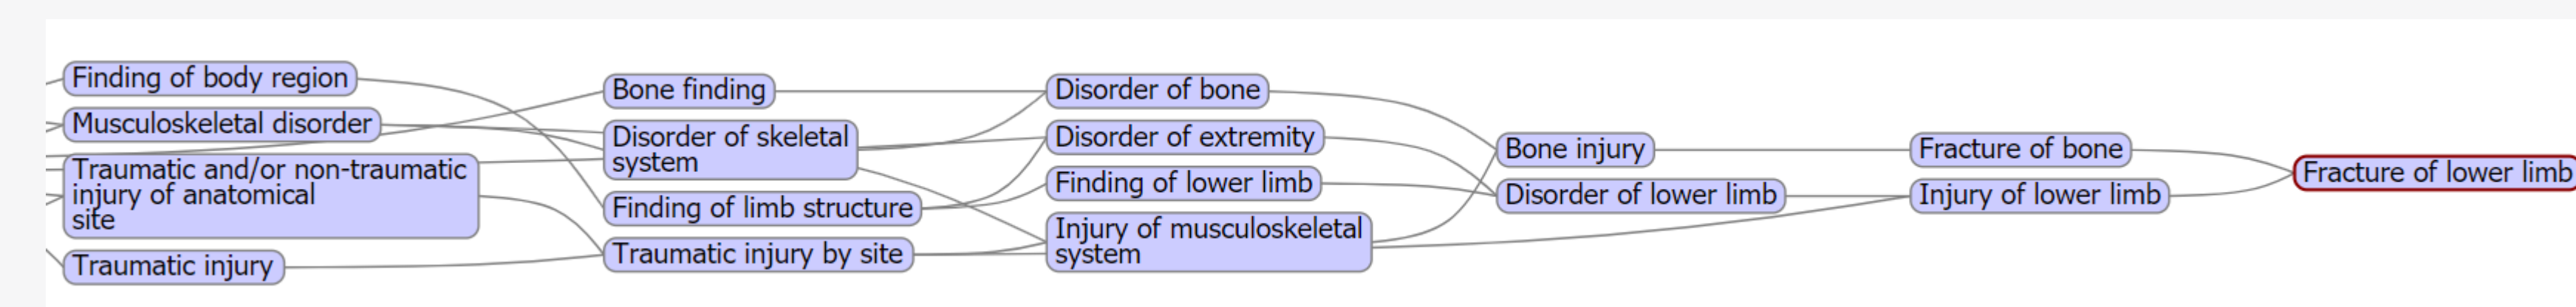 Finding of body region
Musculoskeletal disorder
Traumatic and/or non-traumatic
injury of anatomical
site
Traumatic injury
Bone finding
Disorder of skeletal
system
Finding of limb structure
Traumatic injury by site
Disorder of bone
Disorder of extremity
Finding of lower limb
Injury of musculoskeletal
system
Bone injury
Disorder of lower limb
Fracture of bone
Injury of lower limb
Fracture of lower limb